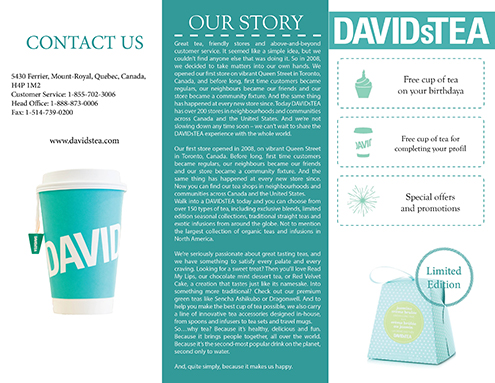 CONTACT US
5430 Ferrier, Mount-Royal, Quebec, Canada,
H4P 1M2
Customer Service: 1-855-702-3006
Head Office: 1-888-873-0006
Fax: 1-514-739-0200
www.davidstea.com
DAVID
OUR STORY
Great tea, friendly stores and above-and-beyond
customer service. It seemed like a simple idea, but we
couldn't find anyone else that was doing it. So in 2008,
we decided to take matters into our own hands. We
opened our first store on vibrant Queen Street in Toronto,
Canada, and before long, first time customers became
regulars, our neighbours became our friends and our
store became a community fixture. And the same thing
has happened at every new store since. Today DAVIDsTEA
has over 200 stores in neighbourhoods and communities
across Canada and the United States. And we're not
slowing down any time soon – we can't wait to share the
DAVIDsTEA experience with the whole world.
Our first store opened in 2008, on vibrant Queen Street
in Toronto, Canada. Before long, first time customers
became regulars, our neighbours became our friends
and our store became a community fixture. And the
same thing has happened at every new store since.
Now you can find our tea shops in neighbourhoods and
communities across Canada and the United States.
Walk into a DAVIDsTEA today and you can choose from
over 150 types of tea, including exclusive blends, limited
edition seasonal collections, traditional straight teas and
exotic infusions from around the globe. Not to mention
the largest collection of organic teas and infusions in
North America.
We're seriously passionate about great tasting teas, and
we have something to satisfy every palate and every
craving. Looking for a sweet treat? Then you'll love Read
My Lips, our chocolate mint dessert tea, or Red Velvet
Cake, a creation that tastes just like its namesake. Into
something more traditional? Check out our premium
green teas like Sencha Ashikubo or Dragonwell. And to
help you make the best cup of tea possible, we also carry
a line of innovative tea accessories designed in-house,
from spoons and infusers to tea sets and travel mugs.
So…why tea? Because it's healthy, delicious and fun.
Because it brings people together, all over the world.
Because it's the second-most popular drink on the planet,
second only to water.
And, quite simply, because it makes us happy.
DAVIDsTEA
Free cup of tea
on your birthdaya
Free cup of tea for
completing your profil
Special offers
and promotions
Limited
Edition